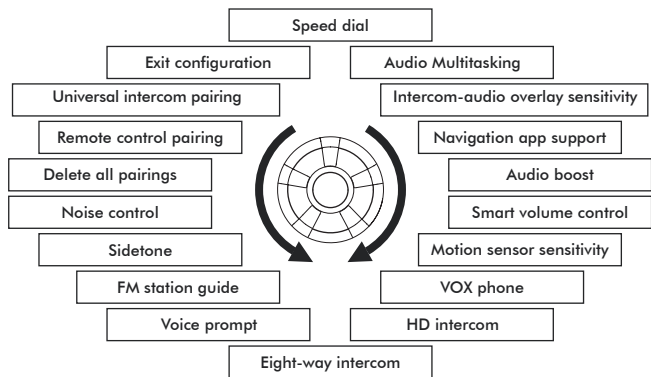 Speed dial
Exit configuration
Audio Multitasking
Universal intercom pairing
Intercom-audio overlay sensitivity
Remote control pairing
Navigation app support
Delete all pairings
Audio boost
Noise control
Smart volume control
Sidetone
Motion sensor sensitivity
FM station guide
VOX phone
Voice prompt
HD intercom
Eight-way intercom